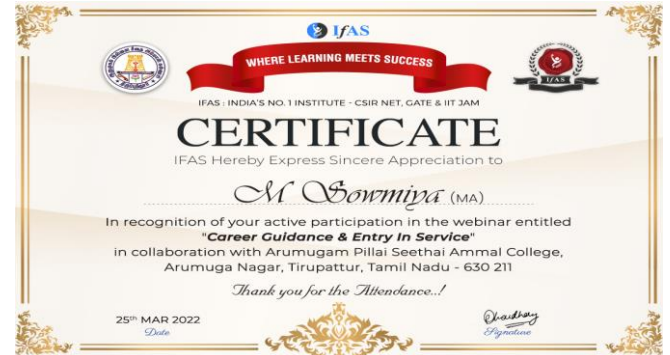 IFAS
WHERE LEARNING MEETS SUCCESS
IFAS
IFAS : INDIA'S NO. 1 INSTITUTE - CSIR NET, GATE & IIT JAM
CERTIFICATE
IFAS Hereby Express Sincere Appreciation to
M Sowmiya (MA)
In recognition of your active participation in the webinar entitled
"Career Guidance & Entry In Service"
in collaboration with Arumugam Pillai Seethai Ammal College,
Arumuga Nagar, Tirupattur, Tamil Nadu - 630 211
Thank you for the Attendance..!
25th MAR 2022
Chaudhary
Date
Signature